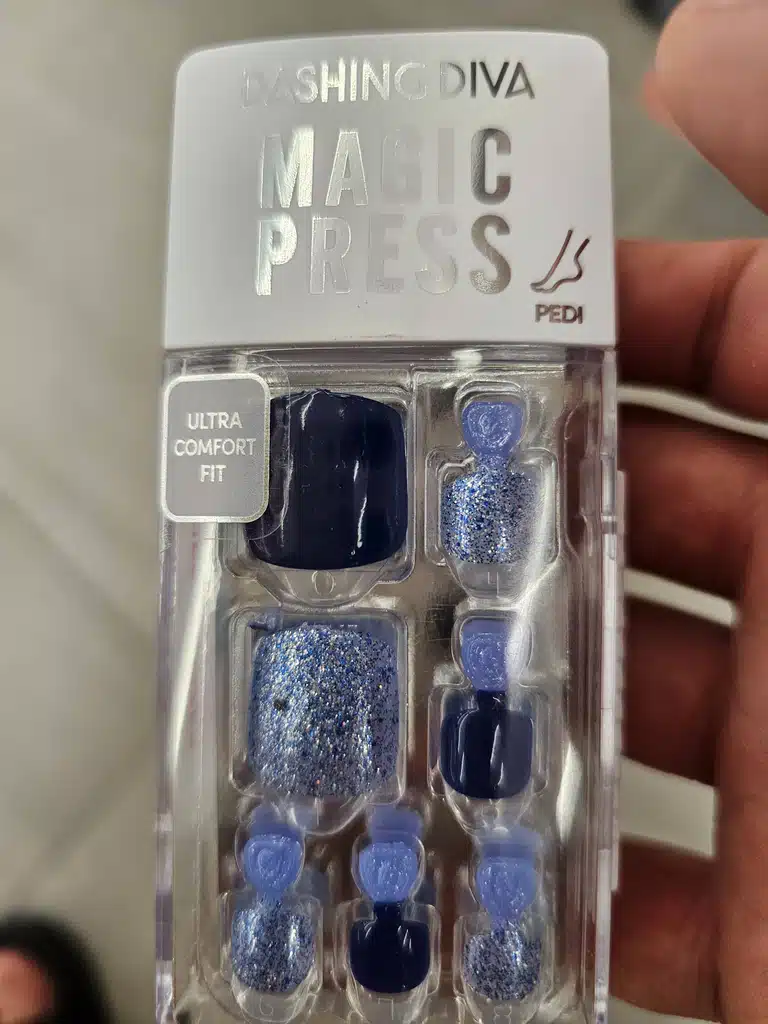 DASHING DIVA
MAGIC
PRESS
PEDI
ULTRA
COMFORT
FIT